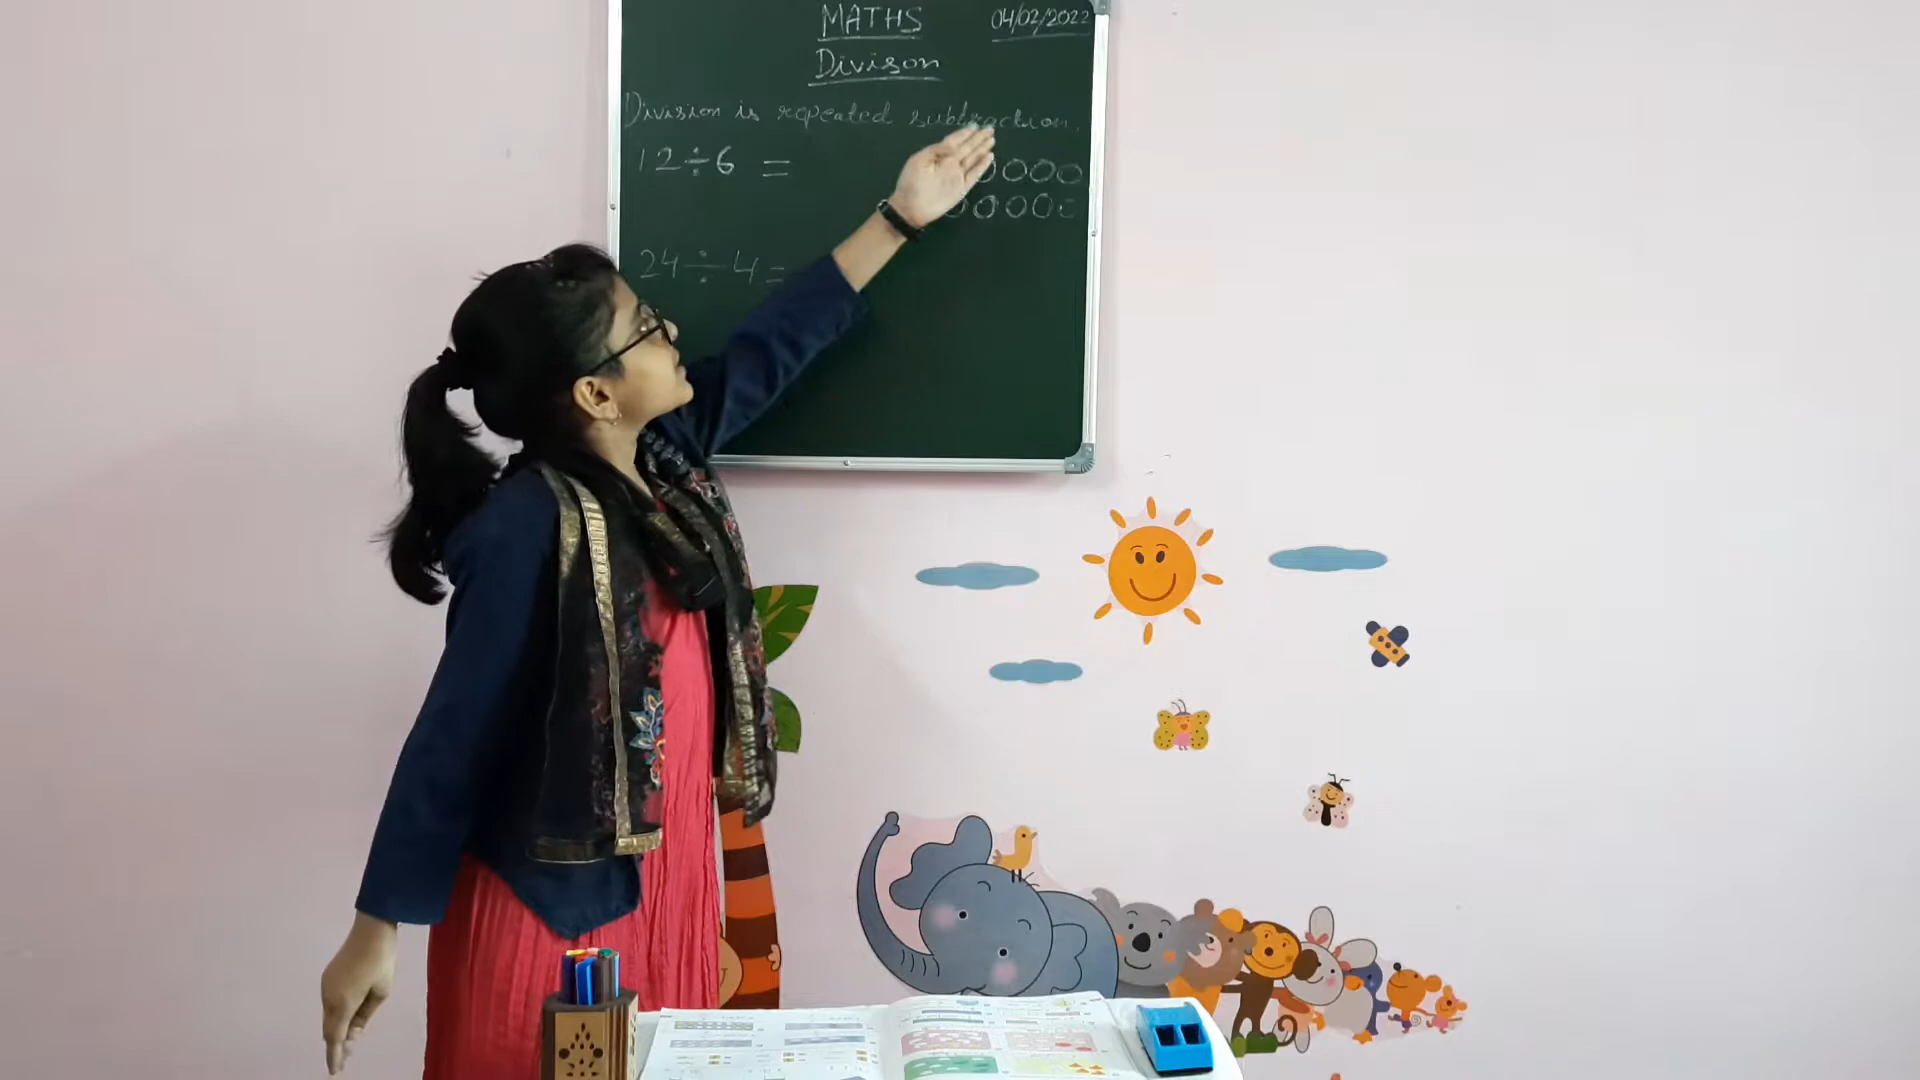 MATHS
04/02/2022
Divison
Division is repeated subtraction.
12÷6 =
24÷4=